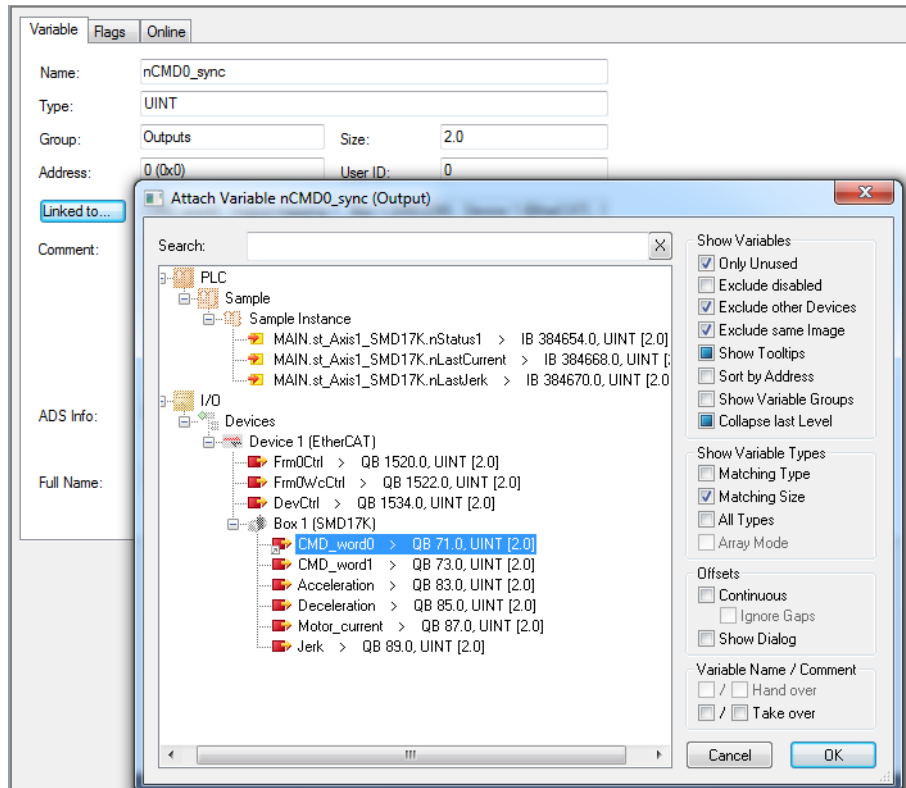 Variable Flags Online
Name: nCMD0_sync
Type: UINT
Group: Outputs Size: 2.0
Address: 0 (0x0) User ID: 0
Linked to...
Comment:
ADS Info:
Full Name:
Attach Variable nCMD0_sync (Output)
Search:
PLC
Sample
Sample Instance
MAIN.st_Axis1_SMD17K.nStatus1 > IB 384654.0, UINT [2.0]
MAIN.st_Axis1_SMD17K.nLastCurrent > IB 384668.0, UINT [
MAIN.st_Axis1_SMD17K.nLastJerk > IB 384670.0, UINT [2.0
I/O
Devices
Device 1 (EtherCAT)
Frm0Ctrl > QB 1520.0, UINT [2.0]
Frm0WcCtrl > QB 1522.0, UINT [2.0]
DevCtrl > QB 1534.0, UINT [2.0]
Box 1 (SMD17K)
CMD_word0 > QB 71.0, UINT [2.0]
CMD_word1 > QB 73.0, UINT [2.0]
Acceleration > QB 83.0, UINT [2.0]
Deceleration > QB 85.0, UINT [2.0]
Motor_current > QB 87.0, UINT [2.0]
Jerk > QB 89.0, UINT [2.0]
Show Variables
Only Unused
Exclude disabled
Exclude other Devices
Exclude same Image
Show Tooltips
Sort by Address
Show Variable Groups
Collapse last Level
Show Variable Types
Matching Type
Matching Size
All Types
Array Mode
Offsets
Continuous
Ignore Gaps
Show Dialog
Variable Name / Comment
/ Hand over
/ Take over
Cancel OK